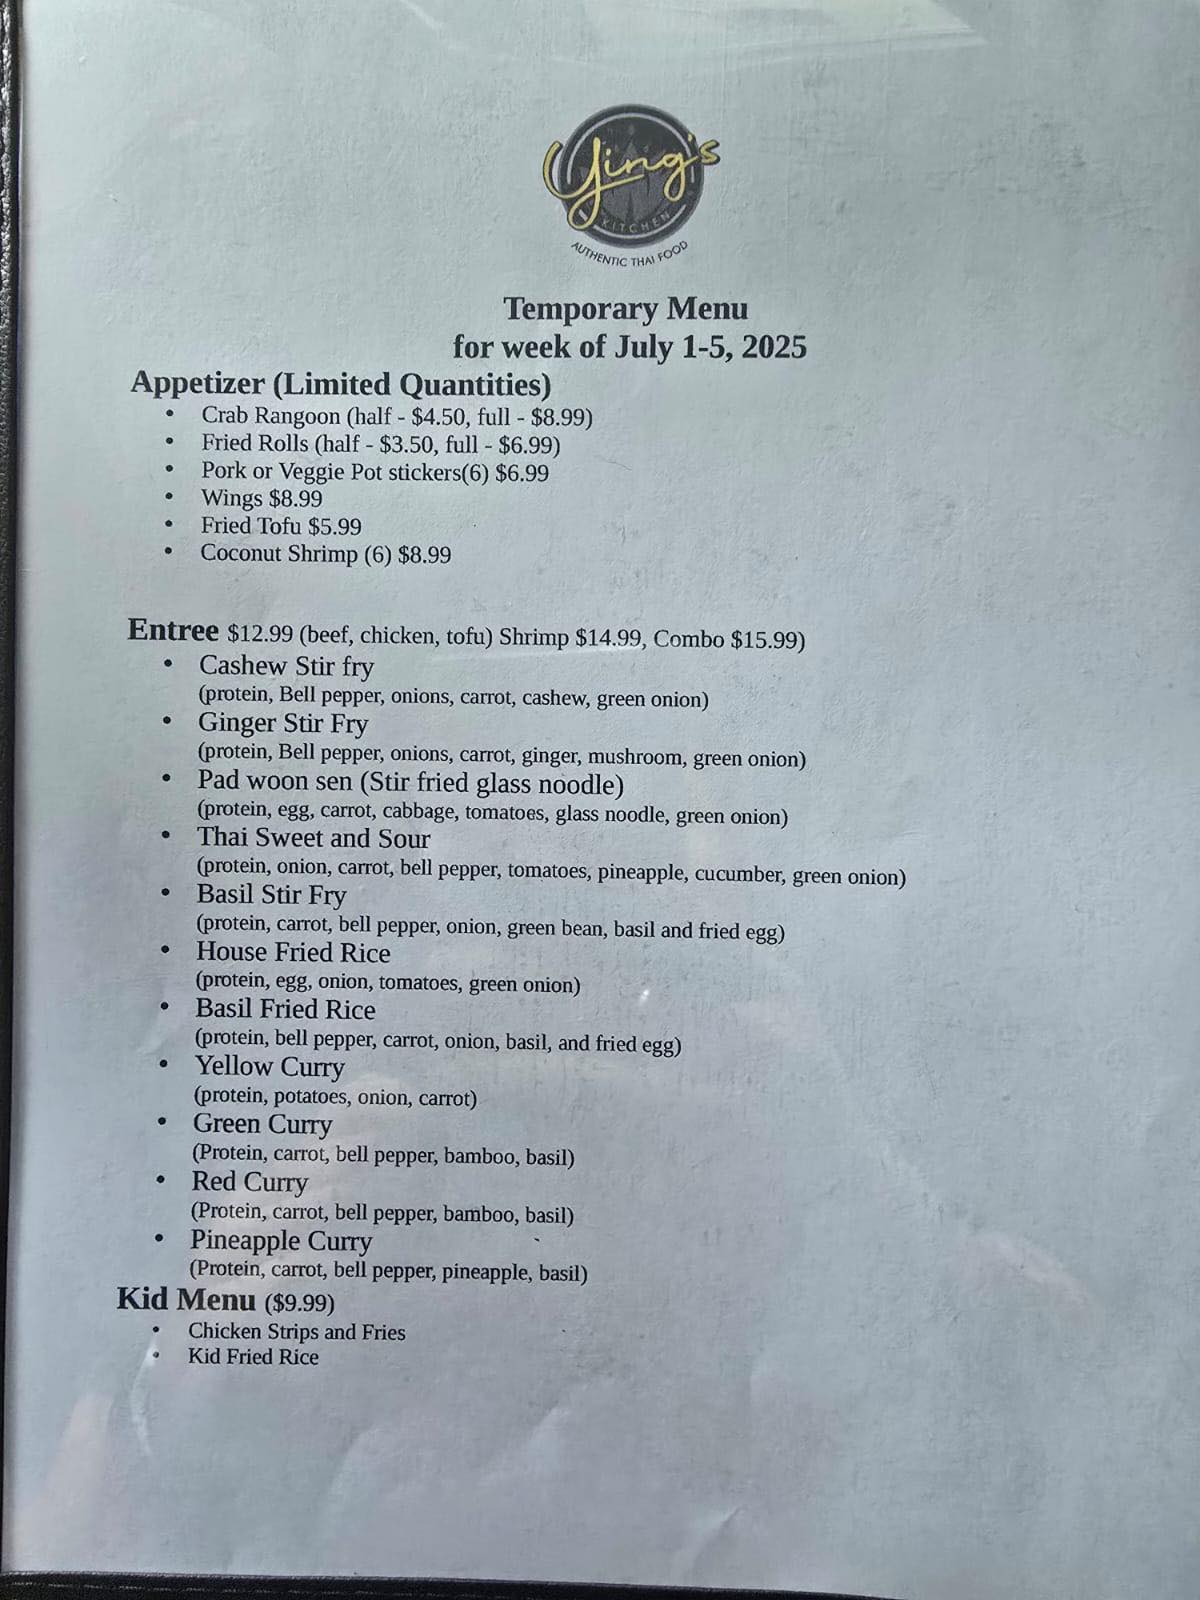 Ying's
KITCHEN
AUTHENTIC THAI FOOD
Temporary Menu
for week of July 1-5, 2025
Appetizer (Limited Quantities)
• Crab Rangoon (half - $4.50, full - $8.99)
• Fried Rolls (half - $3.50, full - $6.99)
• Pork or Veggie Pot stickers(6) $6.99
• Wings $8.99
• Fried Tofu $5.99
• Coconut Shrimp (6) $8.99
Entree $12.99 (beef, chicken, tofu) Shrimp $14.99, Combo $15.99)
• Cashew Stir fry
(protein, Bell pepper, onions, carrot, cashew, green onion)
• Ginger Stir Fry
(protein, Bell pepper, onions, carrot, ginger, mushroom, green onion)
• Pad woon sen (Stir fried glass noodle)
(protein, egg, carrot, cabbage, tomatoes, glass noodle, green onion)
• Thai Sweet and Sour
(protein, onion, carrot, bell pepper, tomatoes, pineapple, cucumber, green onion)
• Basil Stir Fry
(protein, carrot, bell pepper, onion, green bean, basil and fried egg)
• House Fried Rice
(protein, egg, onion, tomatoes, green onion)
• Basil Fried Rice
(protein, bell pepper, carrot, onion, basil, and fried egg)
• Yellow Curry
(protein, potatoes, onion, carrot)
• Green Curry
(Protein, carrot, bell pepper, bamboo, basil)
• Red Curry
(Protein, carrot, bell pepper, bamboo, basil)
• Pineapple Curry
(Protein, carrot, bell pepper, pineapple, basil)
Kid Menu ($9.99)
• Chicken Strips and Fries
• Kid Fried Rice